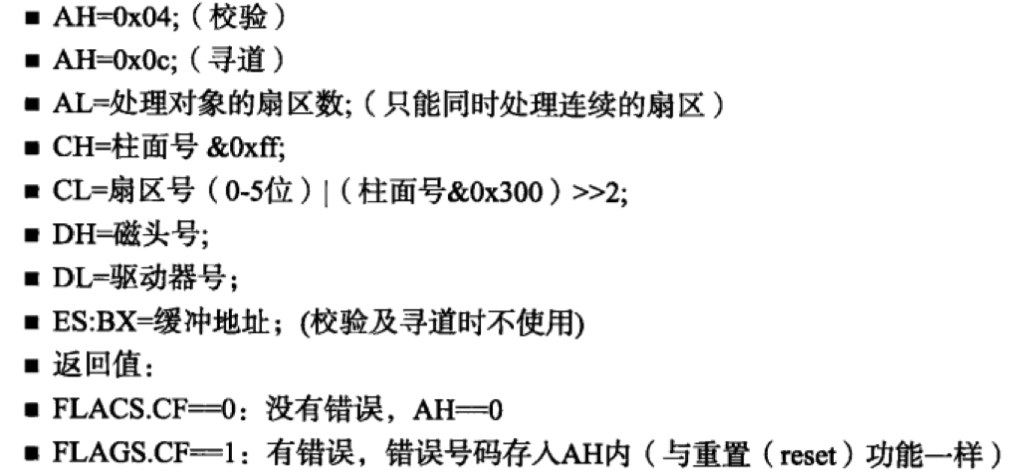 ■ AH=0x04;（校验）
■ AH=0x0c;（寻道）
■ AL=处理对象的扇区数;（只能同时处理连续的扇区）
■ CH=柱面号 &0xff;
■ CL=扇区号（0-5位）|（柱面号&0x300）>>2;
■ DH=磁头号;
■ DL=驱动器号；
■ ES:BX=缓冲地址；(校验及寻道时不使用)
■ 返回值：
■ FLACS.CF==0：没有错误，AH==0
■ FLAGS.CF==1：有错误，错误号码存入AH内（与重置（reset）功能一样）